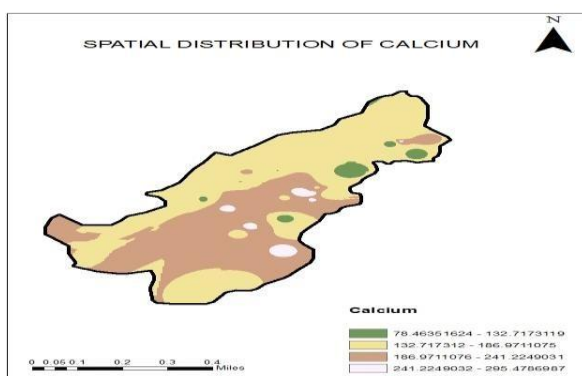 N
SPATIAL DISTRIBUTION OF CALCIUM
Calcium
78.46351624 - 132.7173119
132.717312 - 186.9711075
186.9711076 - 241.2249031
241.2249032 - 295.4786987
0 0.05 0.1 0.2 0.3 0.4 Miles